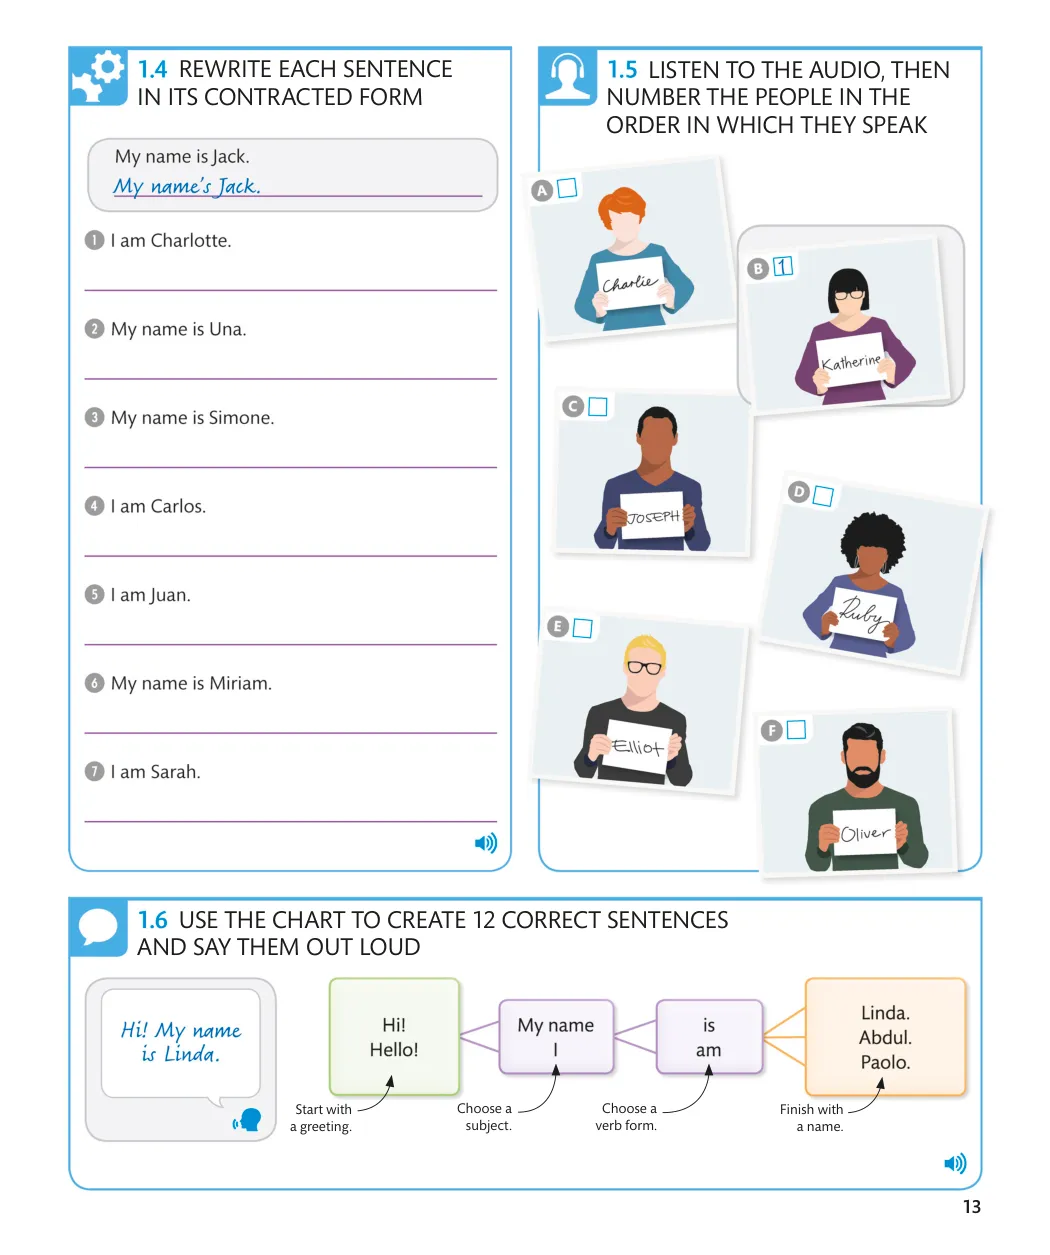 1.4 REWRITE EACH SENTENCE
IN ITS CONTRACTED FORM
My name is Jack.
My name's Jack.
1 I am Charlotte.
2 My name is Una.
3 My name is Simone.
4 I am Carlos.
5 I am Juan.
6 My name is Miriam.
7 I am Sarah.
1.5 LISTEN TO THE AUDIO, THEN
NUMBER THE PEOPLE IN THE
ORDER IN WHICH THEY SPEAK
A
Charlie
B 1
Katherine
C
JOSEPH
D
Ruby
E
Elliot
F
Oliver
1.6 USE THE CHART TO CREATE 12 CORRECT SENTENCES
AND SAY THEM OUT LOUD
Hi! My name
is Linda.
Hi!
Hello!
Start with
a greeting.
My name
I
Choose a
subject.
is
am
Choose a
verb form.
Linda.
Abdul.
Paolo.
Finish with
a name.
13